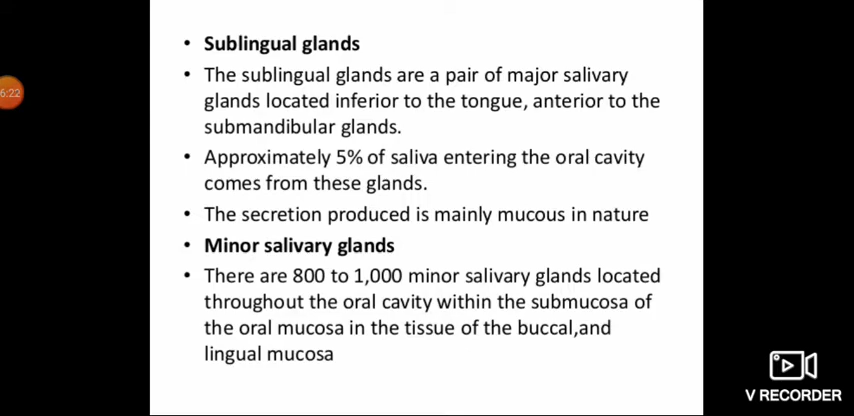 • Sublingual glands
• The sublingual glands are a pair of major salivary
glands located inferior to the tongue, anterior to the
submandibular glands.
• Approximately 5% of saliva entering the oral cavity
comes from these glands.
• The secretion produced is mainly mucous in nature
• Minor salivary glands
• There are 800 to 1,000 minor salivary glands located
throughout the oral cavity within the submucosa of
the oral mucosa in the tissue of the buccal,and
lingual mucosa
6:22
V RECORDER